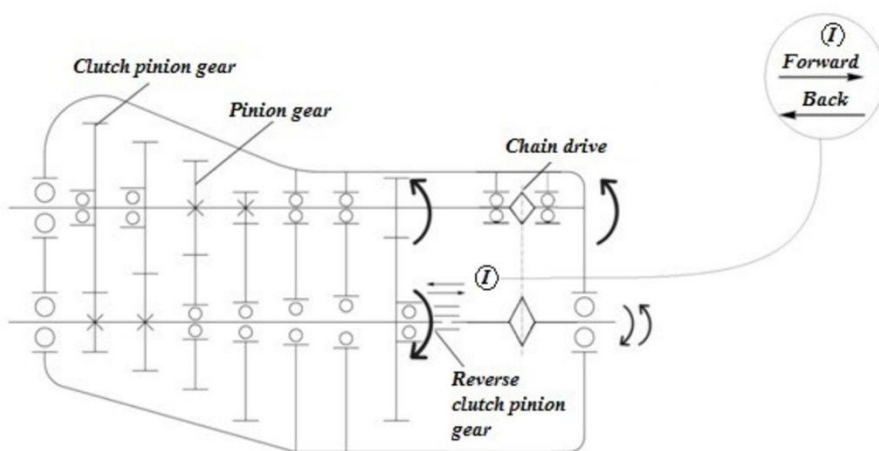 Clutch pinion gear
Pinion gear
Chain drive
I
Forward
Back
I
Reverse
clutch pinion
gear